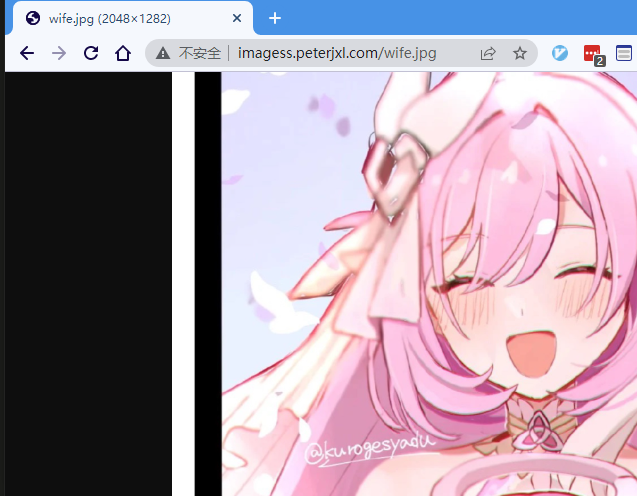 wife.jpg (2048×1282)
不安全 | imagess.peterjxl.com/wife.jpg
2
@kurogesyadu